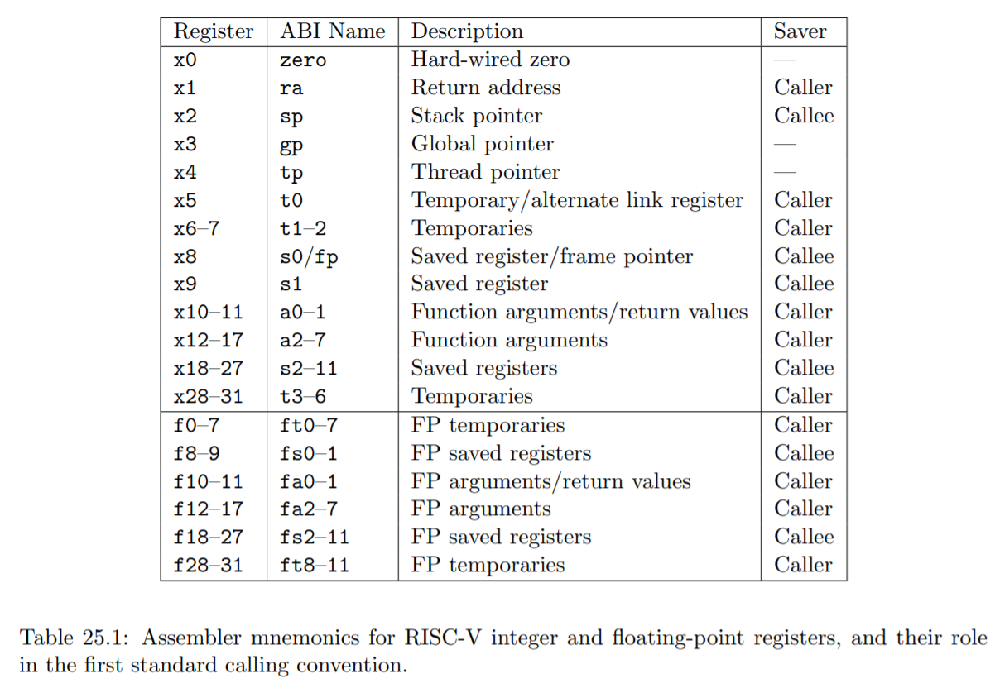 Register ABI Name Description Saver
x0 zero Hard-wired zero —
x1 ra Return address Caller
x2 sp Stack pointer Callee
x3 gp Global pointer —
x4 tp Thread pointer —
x5 t0 Temporary/alternate link register Caller
x6–7 t1–2 Temporaries Caller
x8 s0/fp Saved register/frame pointer Callee
x9 s1 Saved register Callee
x10–11 a0–1 Function arguments/return values Caller
x12–17 a2–7 Function arguments Caller
x18–27 s2–11 Saved registers Callee
x28–31 t3–6 Temporaries Caller
f0–7 ft0–7 FP temporaries Caller
f8–9 fs0–1 FP saved registers Callee
f10–11 fa0–1 FP arguments/return values Caller
f12–17 fa2–7 FP arguments Caller
f18–27 fs2–11 FP saved registers Callee
f28–31 ft8–11 FP temporaries Caller
Table 25.1: Assembler mnemonics for RISC-V integer and floating-point registers, and their role
in the first standard calling convention.